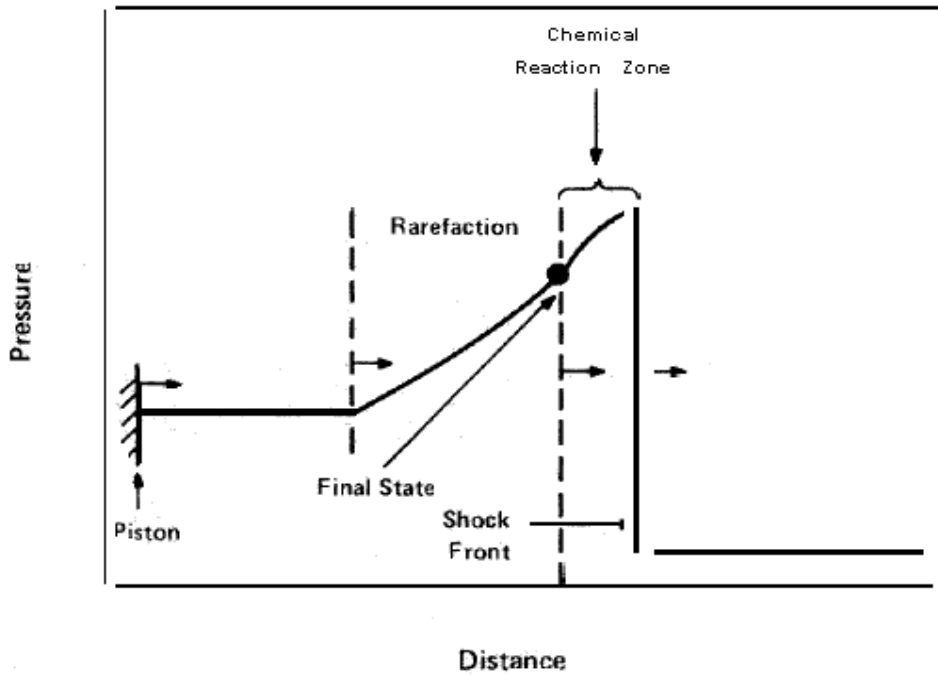 Chemical
Reaction Zone
Rarefaction
Pressure
Final State
Piston
Shock
Front
Distance